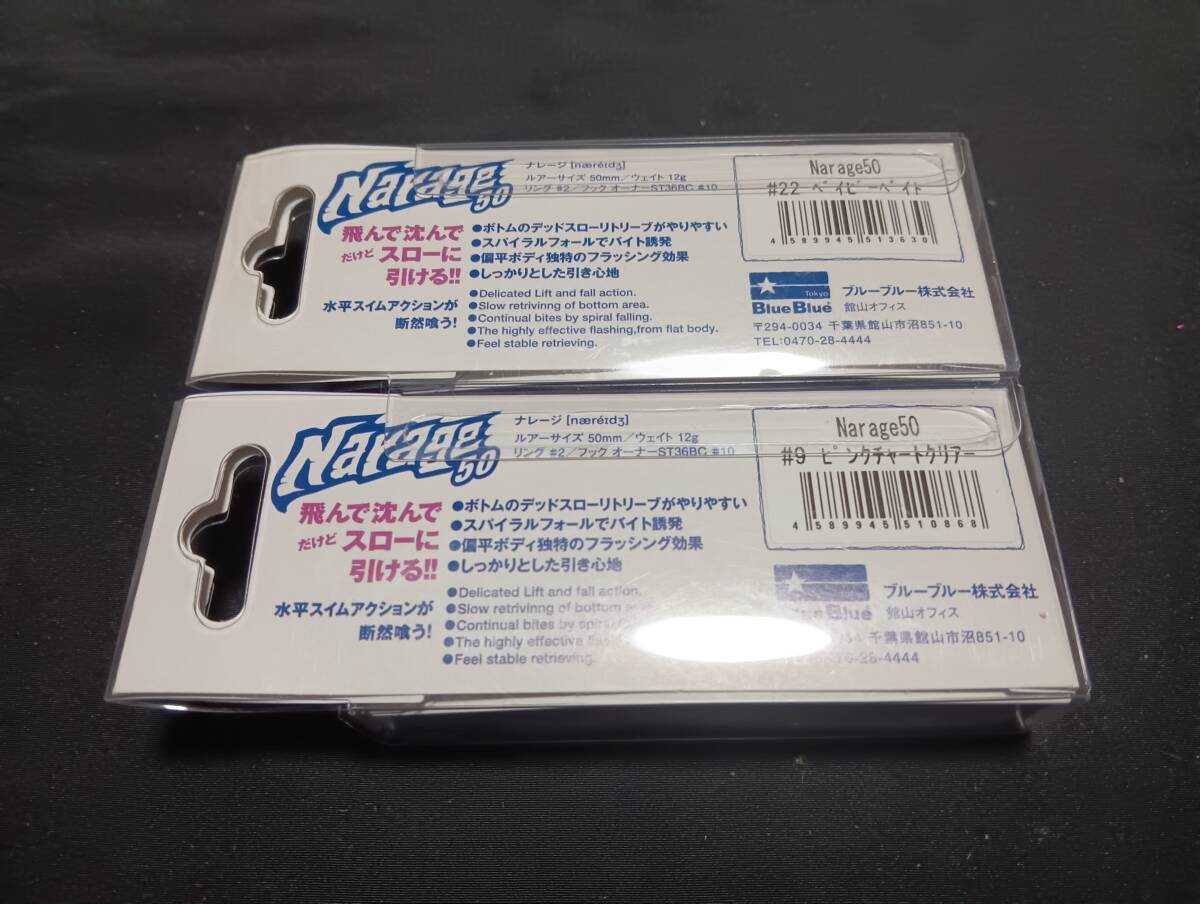 Narage
50
ナレージ [næréɪdʒ]
ルアーサイズ 50mm／ウェイト 12g
リング #2／フック オーナーST36BC #10
飛んで沈んで
だけど スローに
引ける!!
水平スイムアクションが
断然喰う!
●ボトムのデッドスローリトリーブがやりやすい
●スパイラルフォールでバイト誘発
●偏平ボディ独特のフラッシング効果
●しっかりとした引き心地
●Delicated Lift and fall action.
●Slow retrivinng of bottom area.
●Continual bites by spiral falling.
●The highly effective flashing,from flat body.
●Feel stable retrieving.
Narage50
#22 ベイビーベイト
4 589945 513630
Tokyo
BlueBlue
ブルーブルー株式会社
館山オフィス
〒294-0034 千葉県館山市沼851-10
TEL:0470-28-4444
Narage
50
ナレージ [næréɪdʒ]
ルアーサイズ 50mm／ウェイト 12g
リング #2／フック オーナーST36BC #10
飛んで沈んで
だけど スローに
引ける!!
水平スイムアクションが
断然喰う!
●ボトムのデッドスローリトリーブがやりやすい
●スパイラルフォールでバイト誘発
●偏平ボディ独特のフラッシング効果
●しっかりとした引き心地
●Delicated Lift and fall action.
●Slow retrivinng of bottom
●Continual bites by spiral
●The highly effective
●Feel stable retrieving.
Narage50
#9 ピンクチャートクリアー
4 589945 510868
Blue
ブルーブルー株式会社
館山オフィス
千葉県館山市沼851-10
28-4444